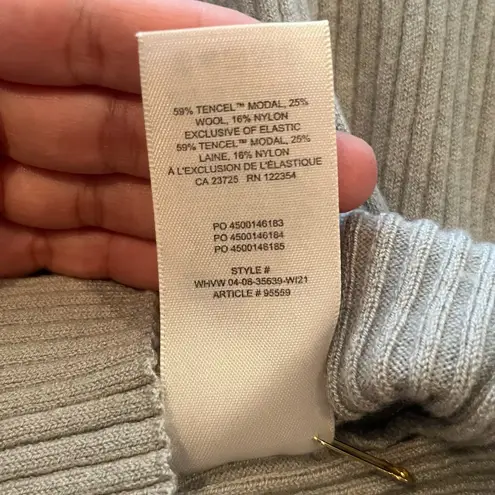 59% TENCEL™ MODAL, 25%
WOOL, 16% NYLON
EXCLUSIVE OF ELASTIC
59% TENCEL™ MODAL, 25%
LAINE, 16% NYLON
À L'EXCLUSION DE L'ÉLASTIQUE
CA 23725 RN 122354
PO 4500146183
PO 4500146184
PO 4500146185
STYLE #
WHVW 04-08-35639-WI21
ARTICLE # 95559